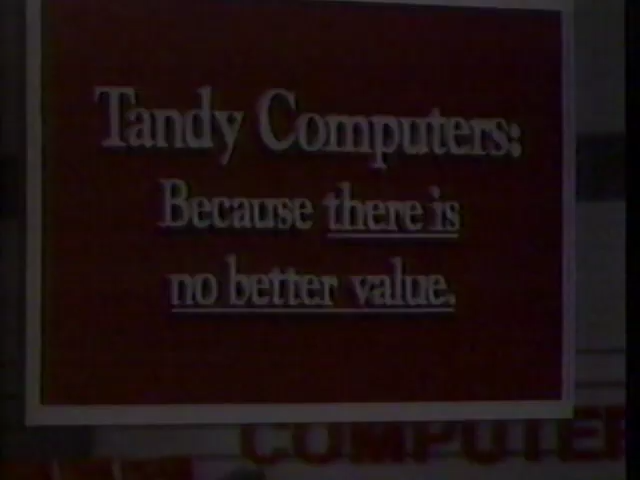 Tandy Computers:
Because there is
no better value.
COMPUTER